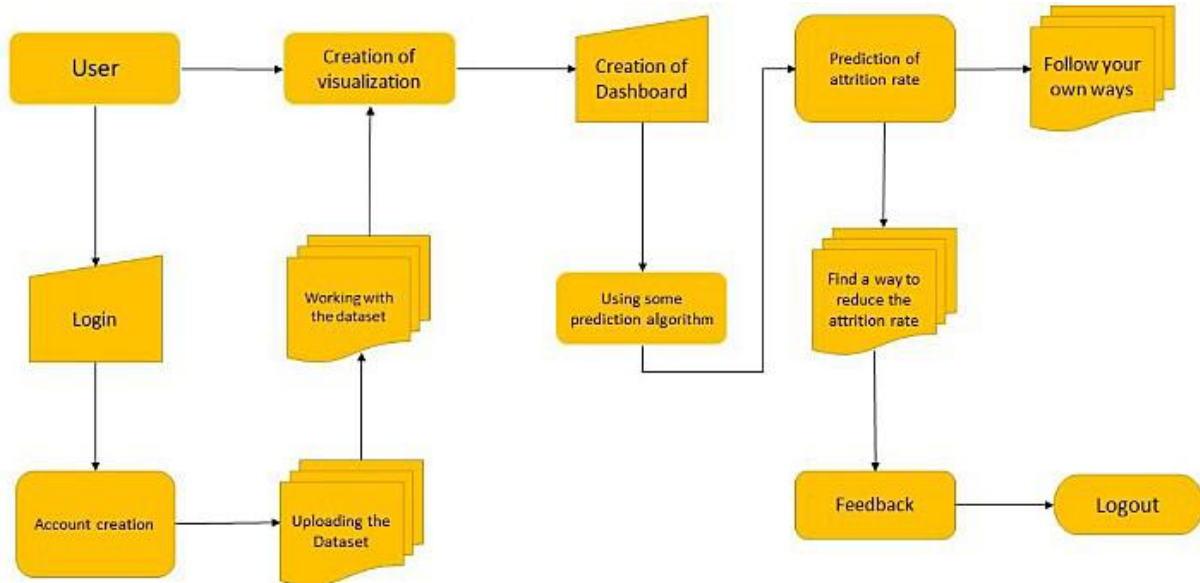 User
Creation of
visualization
Creation of
Dashboard
Prediction of
attrition rate
Follow your
own ways
Login
Working with
the dataset
Using some
prediction algorithm
Find a way to
reduce the
attrition rate
Account creation
Uploading the
Dataset
Feedback
Logout